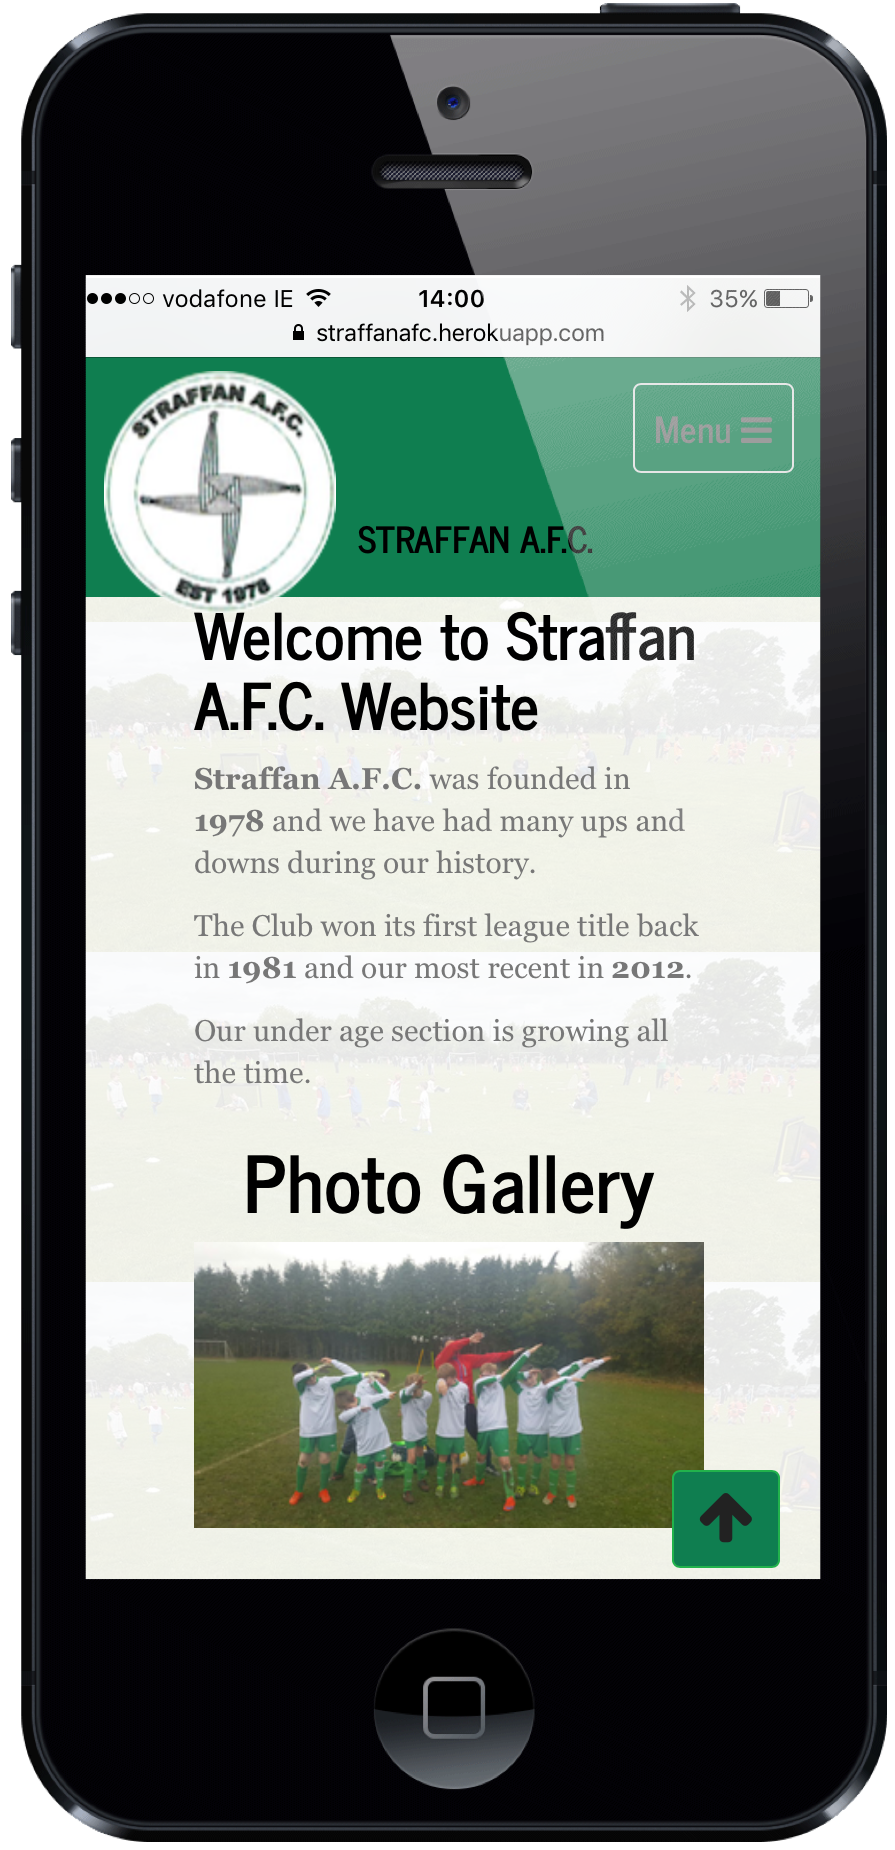 vodafone IE 14:00 35%
straffanafc.herokuapp.com
STRAFFAN A.F.C.
EST 1978
Menu
STRAFFAN A.F.C.
Welcome to Straffan
A.F.C. Website
Straffan A.F.C. was founded in
1978 and we have had many ups and
downs during our history.
The Club won its first league title back
in 1981 and our most recent in 2012.
Our under age section is growing all
the time.
Photo Gallery